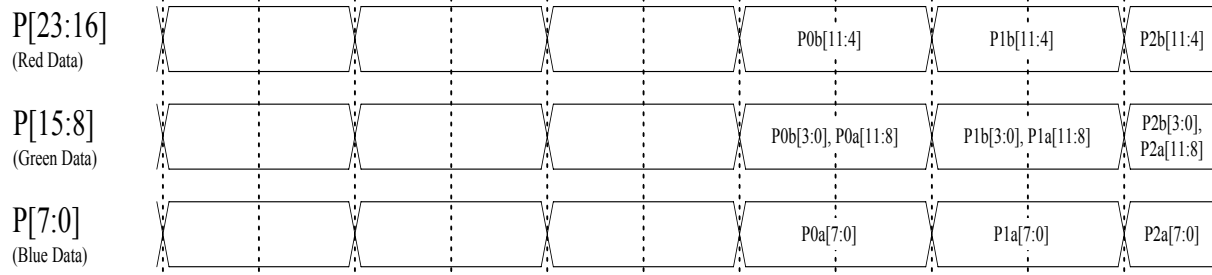 P[23:16]
(Red Data)
P0b[11:4]
P1b[11:4]
P2b[11:4]
P[15:8]
(Green Data)
P0b[3:0], P0a[11:8]
P1b[3:0], P1a[11:8]
P2b[3:0],
P2a[11:8]
P[7:0]
(Blue Data)
P0a[7:0]
P1a[7:0]
P2a[7:0]